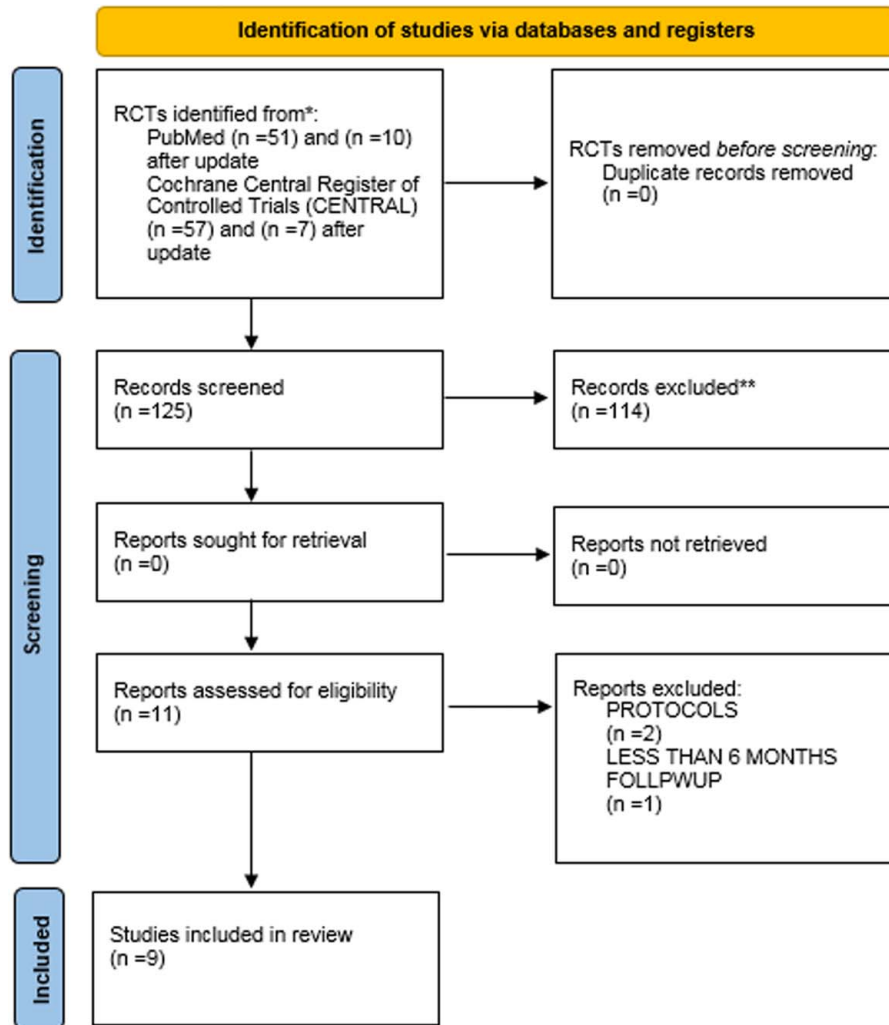 Identification of studies via databases and registers
Identification
RCTs identified from*:
PubMed (n =51) and (n =10)
after update
Cochrane Central Register of
Controlled Trials (CENTRAL)
(n =57) and (n =7) after
update
RCTs removed before screening:
Duplicate records removed
(n =0)
Screening
Records screened
(n =125)
Records excluded**
(n =114)
Reports sought for retrieval
(n =0)
Reports not retrieved
(n =0)
Reports assessed for eligibility
(n =11)
Reports excluded:
PROTOCOLS
(n =2)
LESS THAN 6 MONTHS
FOLLPWUP
(n =1)
Included
Studies included in review
(n =9)